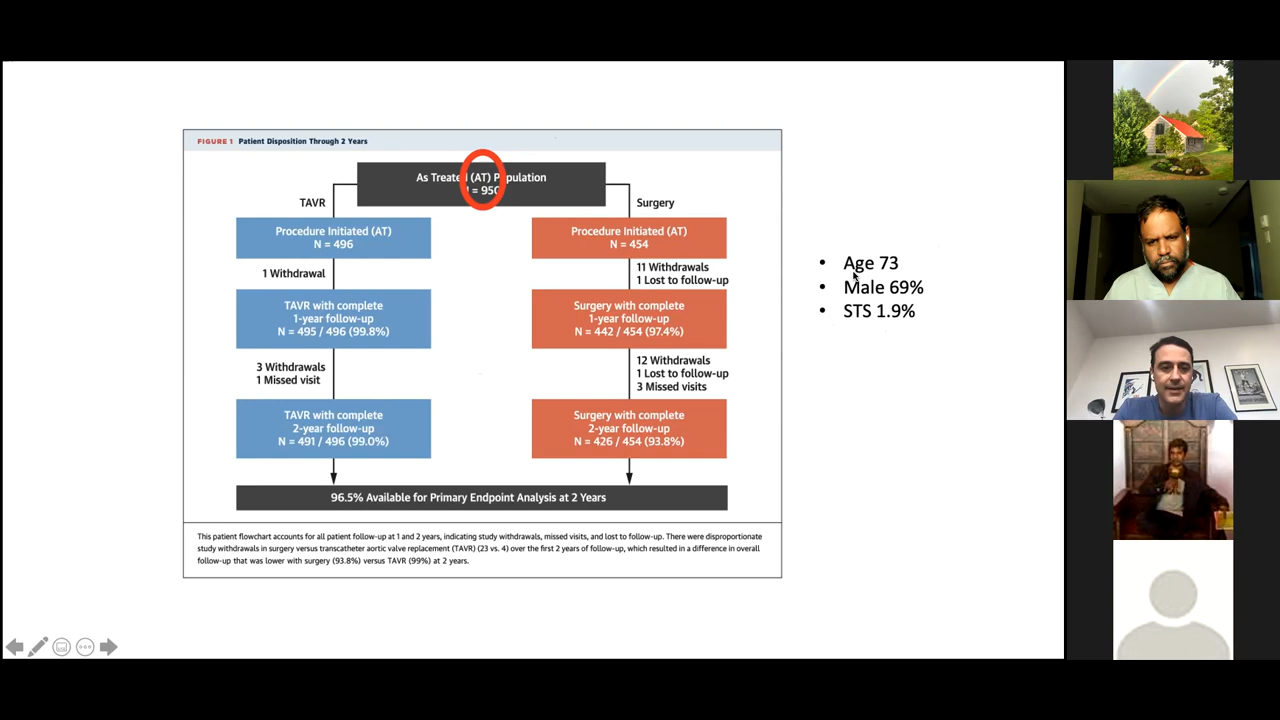 FIGURE 1 Patient Disposition Through 2 Years
As Treated (AT) Population
= 950
TAVR
Surgery
Procedure Initiated (AT)
N = 496
Procedure Initiated (AT)
N = 454
1 Withdrawal
11 Withdrawals
1 Lost to follow-up
TAVR with complete
1-year follow-up
N = 495 / 496 (99.8%)
Surgery with complete
1-year follow-up
N = 442 / 454 (97.4%)
3 Withdrawals
1 Missed visit
12 Withdrawals
1 Lost to follow-up
3 Missed visits
TAVR with complete
2-year follow-up
N = 491 / 496 (99.0%)
Surgery with complete
2-year follow-up
N = 426 / 454 (93.8%)
96.5% Available for Primary Endpoint Analysis at 2 Years
This patient flowchart accounts for all patient follow-up at 1 and 2 years, indicating study withdrawals, missed visits, and lost to follow-up. There were disproportionate
study withdrawals in surgery versus transcatheter aortic valve replacement (TAVR) (23 vs. 4) over the first 2 years of follow-up, which resulted in a difference in overall
follow-up that was lower with surgery (93.8%) versus TAVR (99%) at 2 years.
• Age 73
• Male 69%
• STS 1.9%